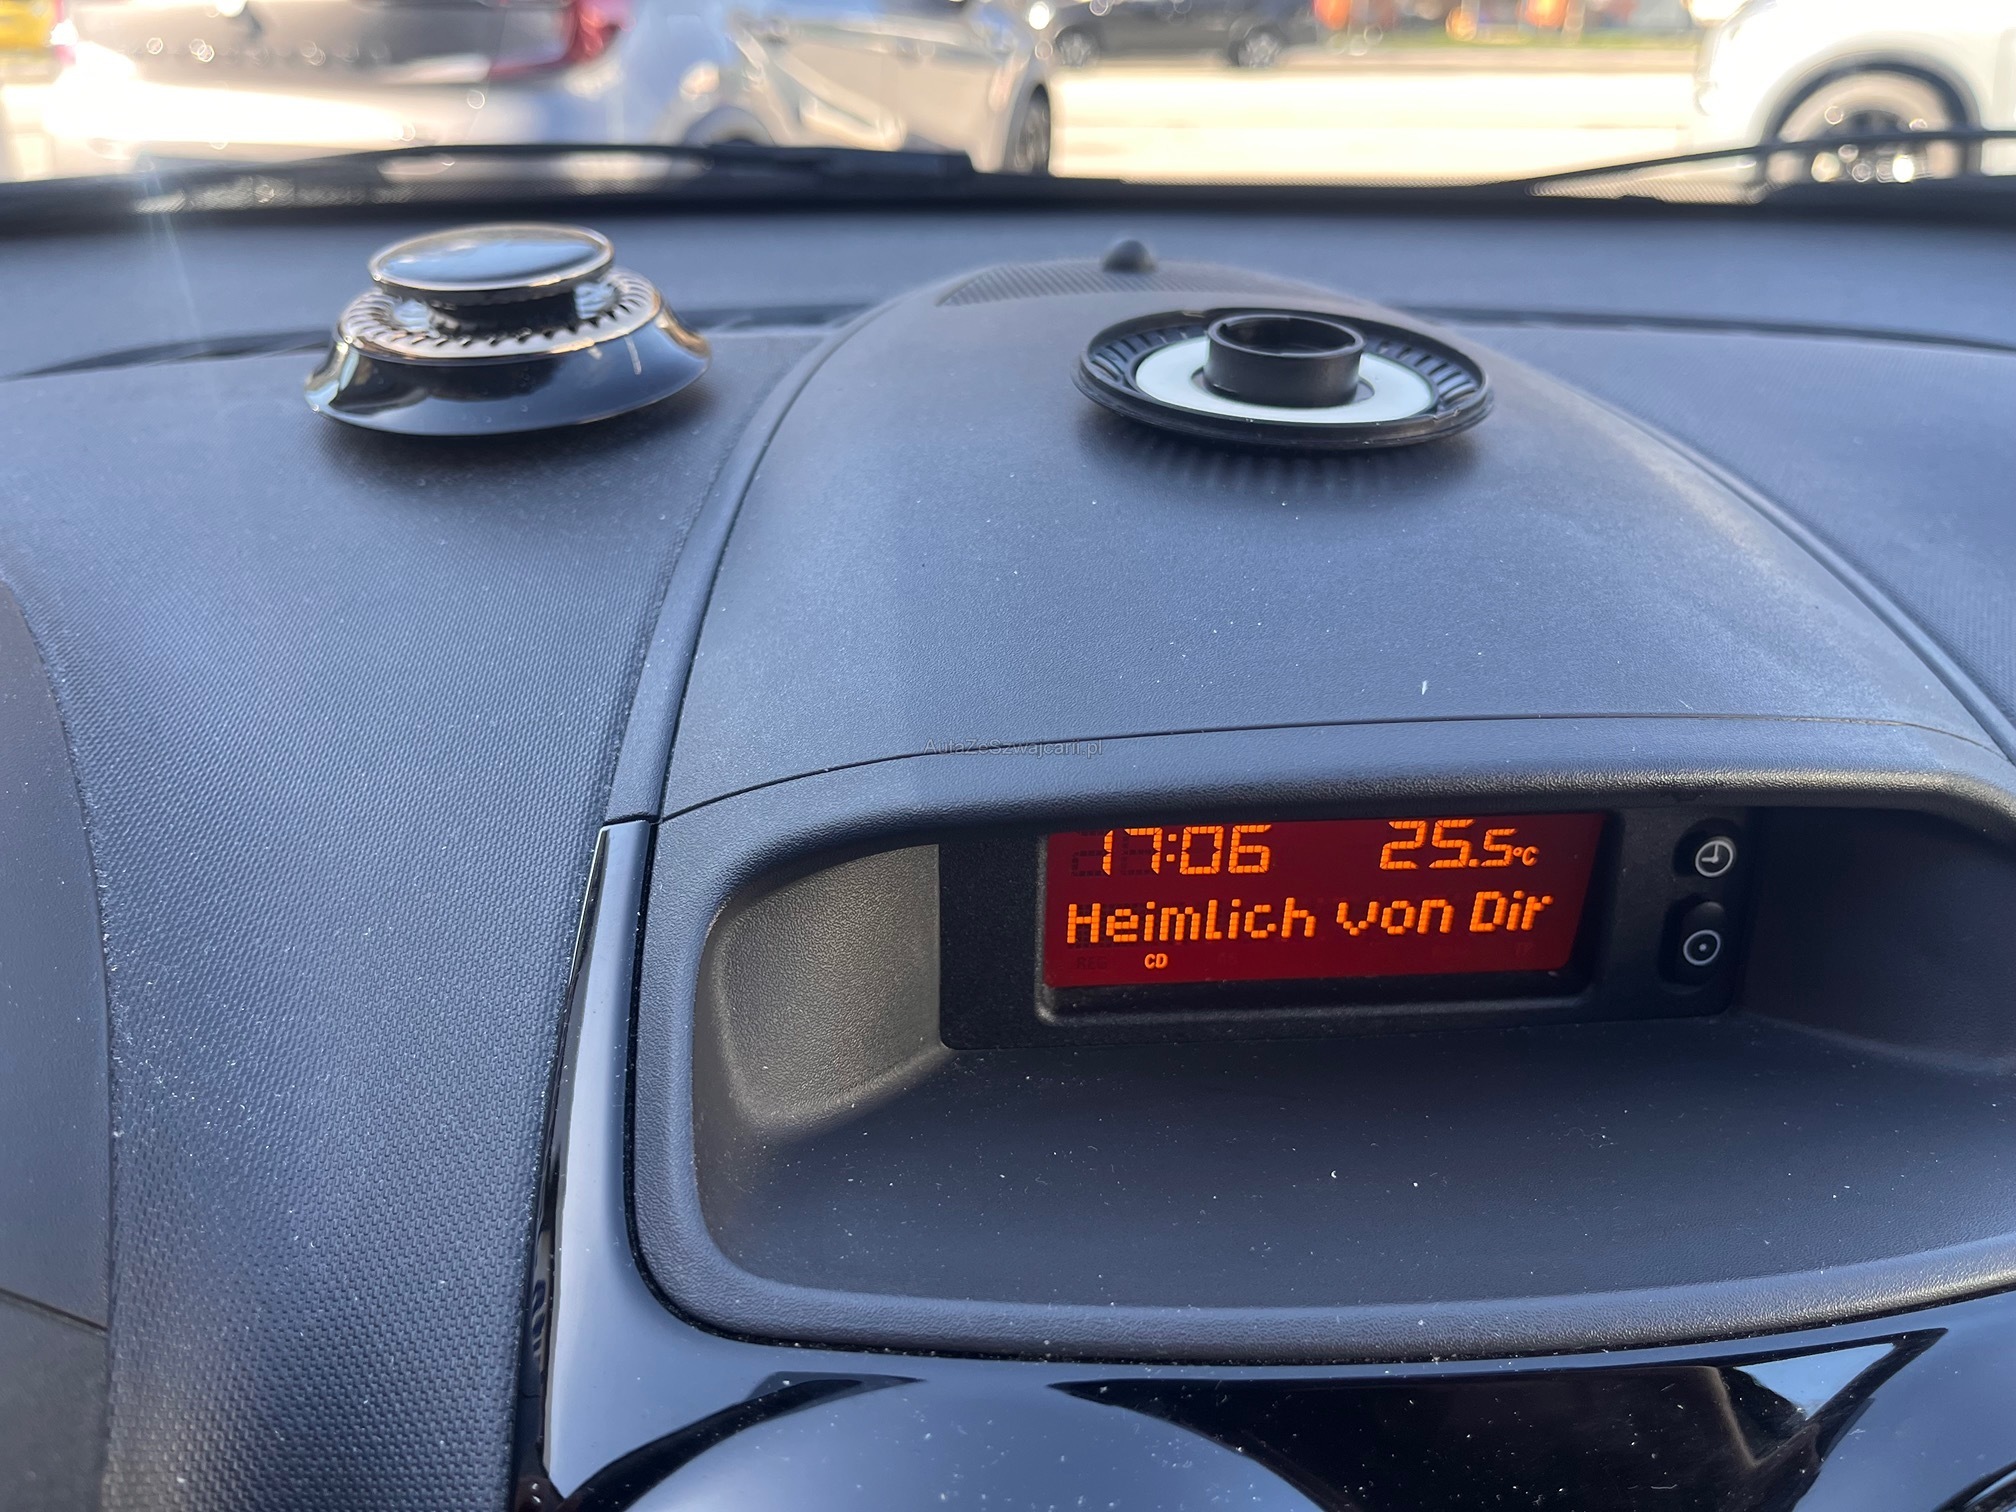 AutaZeSzwajcarii.pl
17:06 25.5°C
Heimlich von Dir
CD